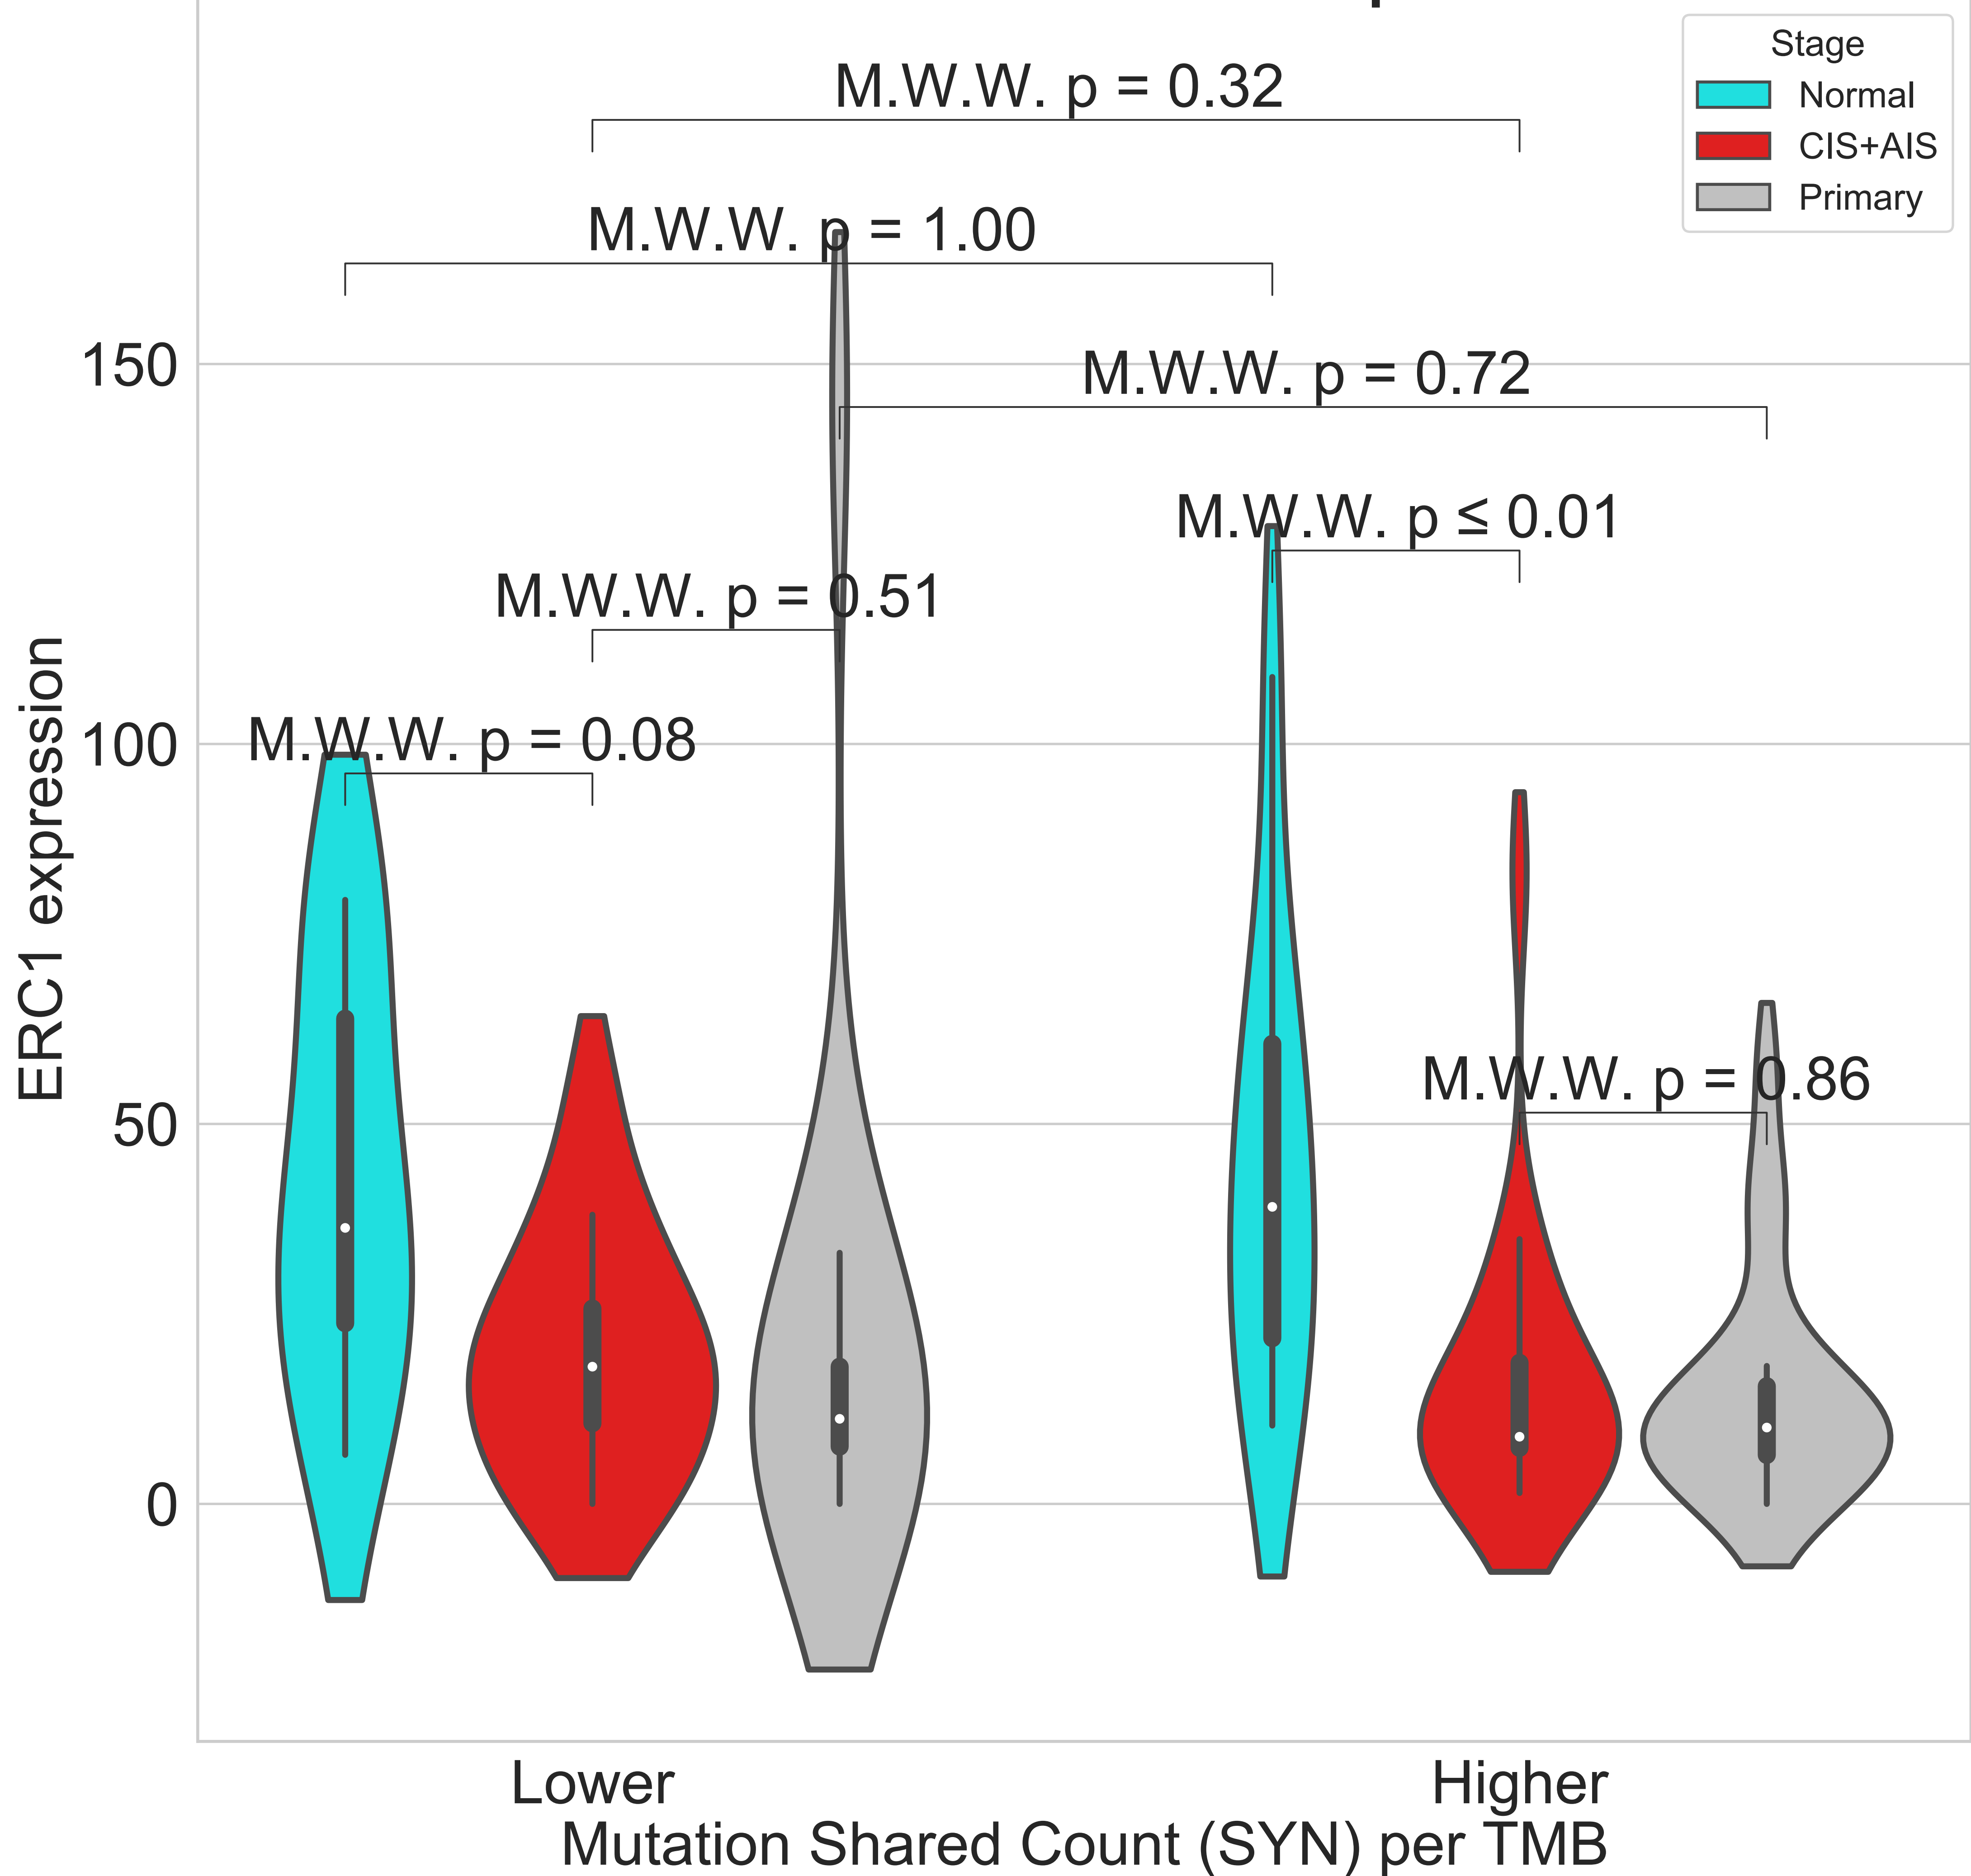 Stage
Normal
CIS+AIS
Primary
M.W.W. p = 0.32
M.W.W. p = 1.00
M.W.W. p = 0.72
M.W.W. p ≤ 0.01
M.W.W. p = 0.51
M.W.W. p = 0.08
M.W.W. p = 0.86
ERC1 expression
150
100
50
0
Lower
Higher
Mutation Shared Count (SYN) per TMB